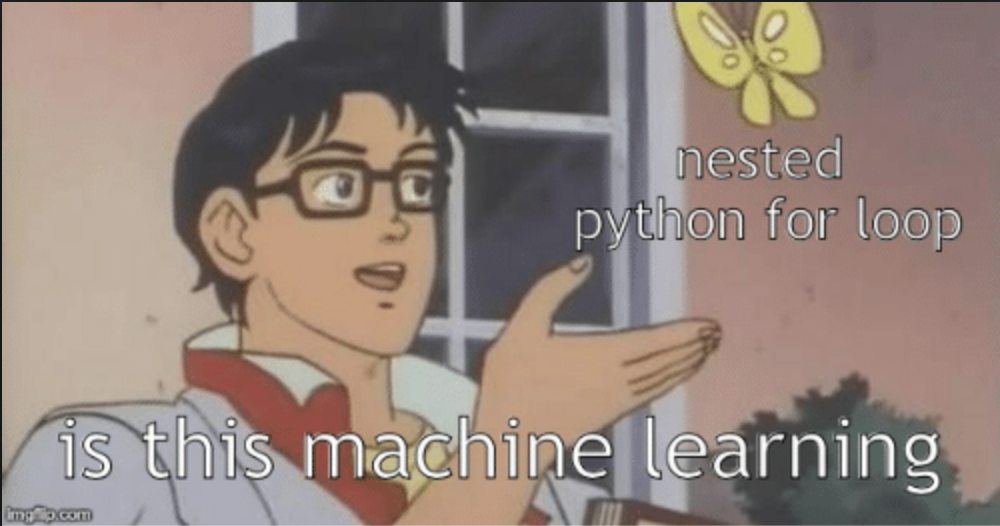 nested
python for loop
is this machine learning
imgflip.com